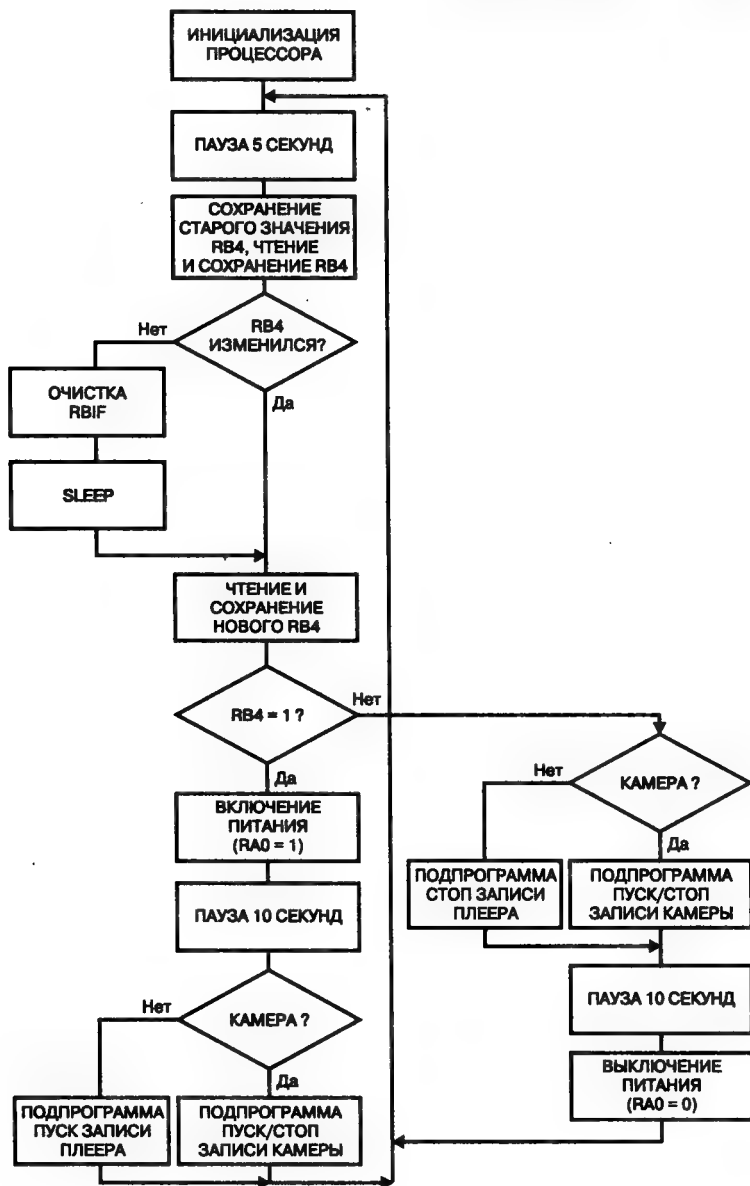 ИНИЦИАЛИЗАЦИЯ
ПРОЦЕССОРА
ПАУЗА 5 СЕКУНД
СОХРАНЕНИЕ
СТАРОГО ЗНАЧЕНИЯ
RB4, ЧТЕНИЕ
И СОХРАНЕНИЕ RB4
RB4
ИЗМЕНИЛСЯ?
Нет
Да
ОЧИСТКА
RBIF
SLEEP
ЧТЕНИЕ И
СОХРАНЕНИЕ
НОВОГО RB4
RB4 = 1 ?
Нет
Да
ВКЛЮЧЕНИЕ
ПИТАНИЯ
(RA0 = 1)
ПАУЗА 10 СЕКУНД
КАМЕРА ?
Нет
Да
ПОДПРОГРАММА
ПУСК ЗАПИСИ
ПЛЕЕРА
ПОДПРОГРАММА
ПУСК/СТОП
ЗАПИСИ КАМЕРЫ
КАМЕРА ?
Нет
Да
ПОДПРОГРАММА
СТОП ЗАПИСИ
ПЛЕЕРА
ПОДПРОГРАММА
ПУСК/СТОП
ЗАПИСИ КАМЕРЫ
ПАУЗА 10 СЕКУНД
ВЫКЛЮЧЕНИЕ
ПИТАНИЯ
(RA0 = 0)